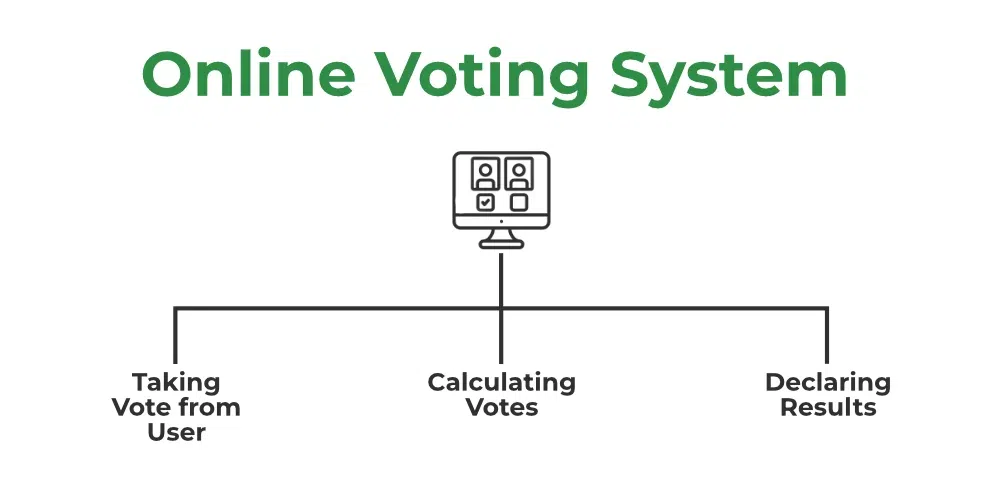 Online Voting System
Taking
Vote from
User
Calculating
Votes
Declaring
Results